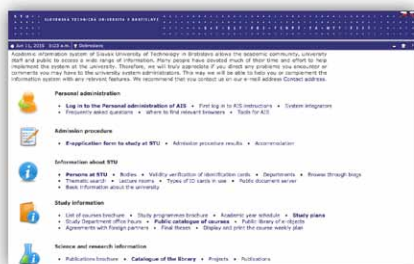 SLOVENSKÁ TECHNICKÁ UNIVERZITA V BRATISLAVE
Jun 11, 2015 3:23 a.m.
Academic information system of Slovak University of Technology in Bratislava allows the academic community, university
staff and public to access a wide range of information. Many people have devoted much of their time and effort to help
implement the system at the university. Therefore, we will truly appreciate if you direct any problems you encounter or
comments you may have to the university system administrators. This way we will be able to help you or complement the
information system with any relevant features. We recommend that you contact us on our e-mail address Contact address.
Personal administration
• Log in to the Personal administration of AIS • First log in to AIS instructions • System integrators
• Frequently asked questions • Where to find relevant browsers • Tools for AIS
Admission procedure
• E-application form to study at STU • Admission procedure results • Accommodation
Information about STU
• Persons at STU • Bodies • Validity verification of identification cards • Departments • Browse through blogs
• Thematic search • Lecture rooms • Types of ID cards in use • Public document server
• Basic information about the university
Study information
• List of courses brochure • Study programmes brochure • Academic year schedule • Study plans
• Study Department office hours • Public catalogue of courses • Public library of e-objects
• Agreements with foreign partners • Final theses • Display and print the course weekly plan
Science and research information
• Publications brochure • Catalogue of the library • Projects • Publications